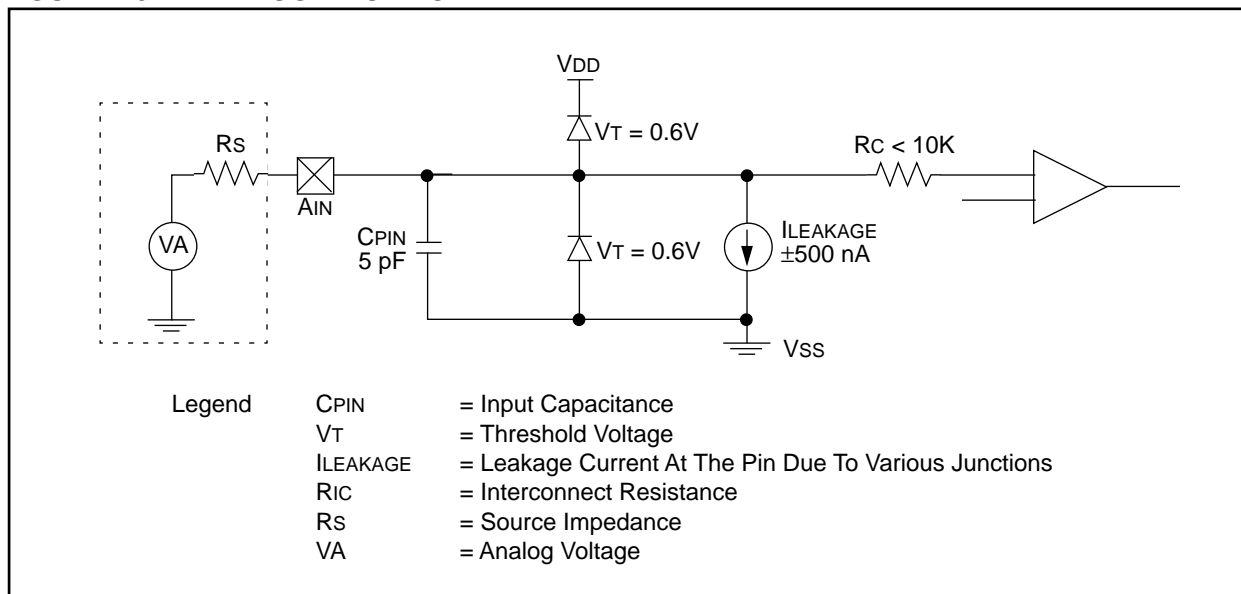 VDD
VT = 0.6V
RS
RC < 10K
AIN
VA
CPIN
5 pF
VT = 0.6V
ILEAKAGE
±500 nA
VSS
Legend
CPIN = Input Capacitance
VT = Threshold Voltage
ILEAKAGE = Leakage Current At The Pin Due To Various Junctions
RIC = Interconnect Resistance
RS = Source Impedance
VA = Analog Voltage